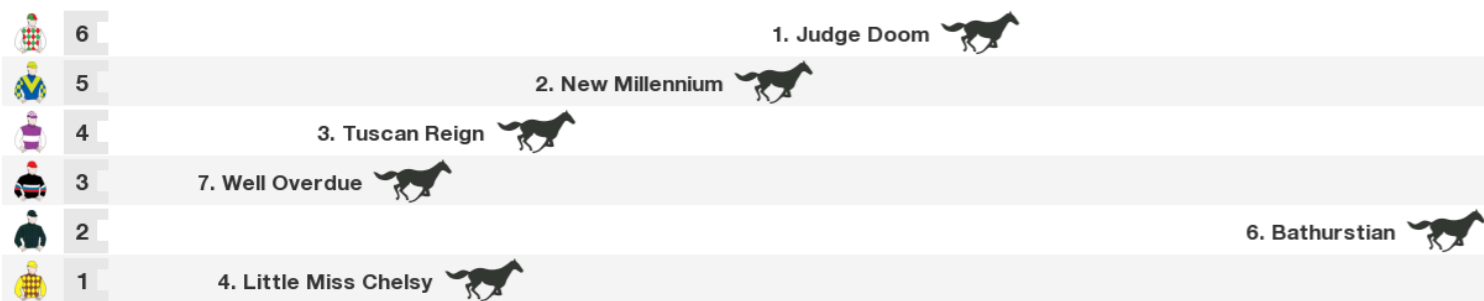 6 1. Judge Doom
5 2. New Millennium
4 3. Tuscan Reign
3 7. Well Overdue
2 6. Bathurstian
1 4. Little Miss Chelsy